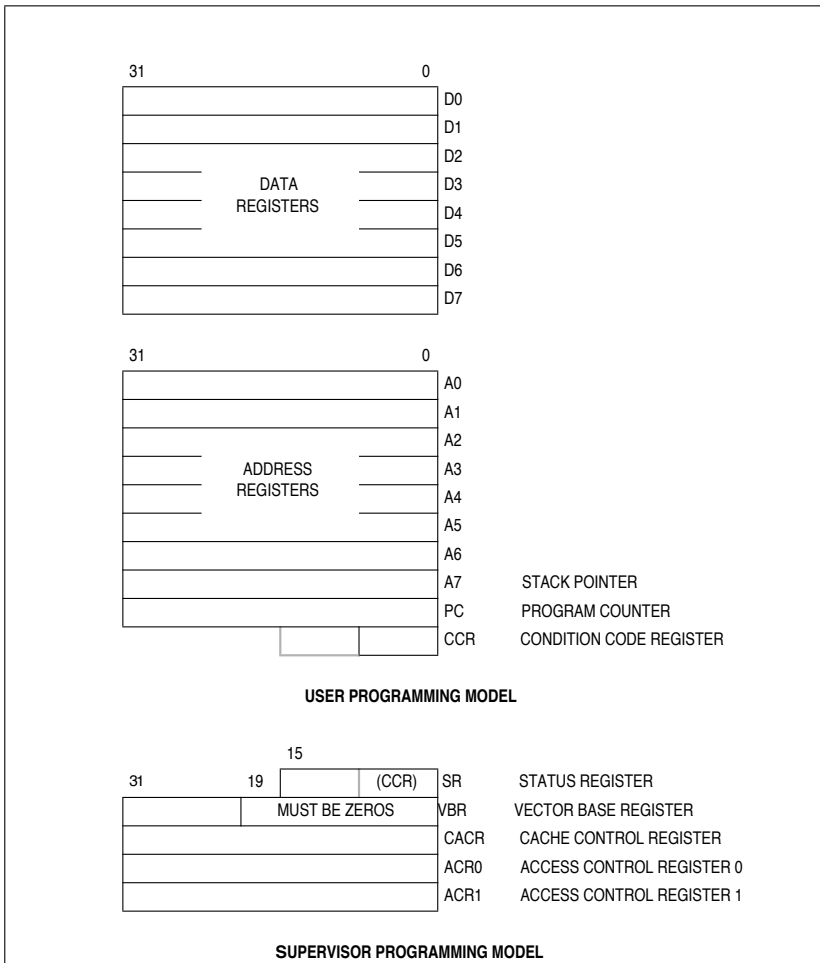 31 0
D0
D1
D2
DATA D3
REGISTERS D4
D5
D6
D7
31 0
A0
A1
A2
ADDRESS A3
REGISTERS A4
A5
A6
A7 STACK POINTER
PC PROGRAM COUNTER
CCR CONDITION CODE REGISTER
USER PROGRAMMING MODEL
15
31 19 (CCR) SR STATUS REGISTER
MUST BE ZEROS VBR VECTOR BASE REGISTER
CACR CACHE CONTROL REGISTER
ACR0 ACCESS CONTROL REGISTER 0
ACR1 ACCESS CONTROL REGISTER 1
SUPERVISOR PROGRAMMING MODEL